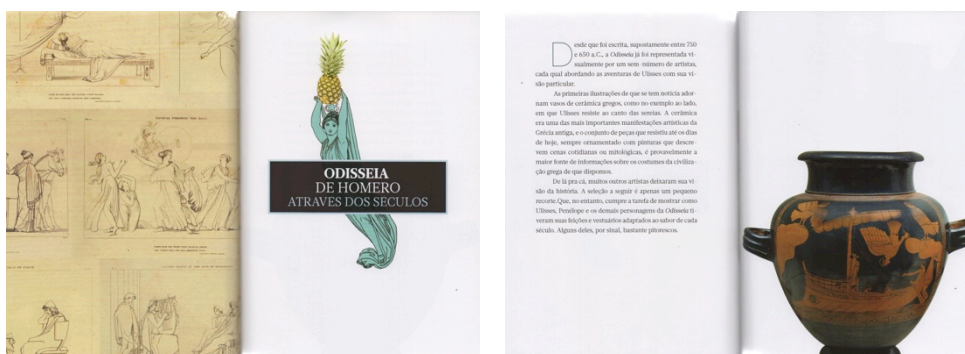 ODISSEIA
DE HOMERO
ATRAVÉS DOS SÉCULOS
Desde que foi escrita, supostamente entre 750
e 650 a.C., a Odisseia já foi representada vi-
sualmente por um sem-número de artistas,
cada qual abordando as aventuras de Ulisses com sua vi-
são particular.
As primeiras ilustrações de que se tem notícia ador-
nam vasos de cerâmica gregos, como no exemplo ao lado,
em que Ulisses resiste ao canto das sereias. A cerâmica
era uma das mais importantes manifestações artísticas da
Grécia antiga, e o conjunto de peças que resistiu até os dias
de hoje, sempre ornamentado com pinturas que descre-
vem cenas cotidianas ou mitológicas, é provavelmente a
maior fonte de informações sobre os costumes da civiliza-
ção grega de que dispomos.
De lá pra cá, muitos outros artistas deixaram sua vi-
são da história. A seleção a seguir é apenas um pequeno
recorte. Que, no entanto, cumpre a tarefa de mostrar como
Ulisses, Penélope e os demais personagens da Odisseia ti-
veram suas feições e vestuários adaptados ao sabor de cada
século. Alguns deles, por sinal, bastante pitorescos.